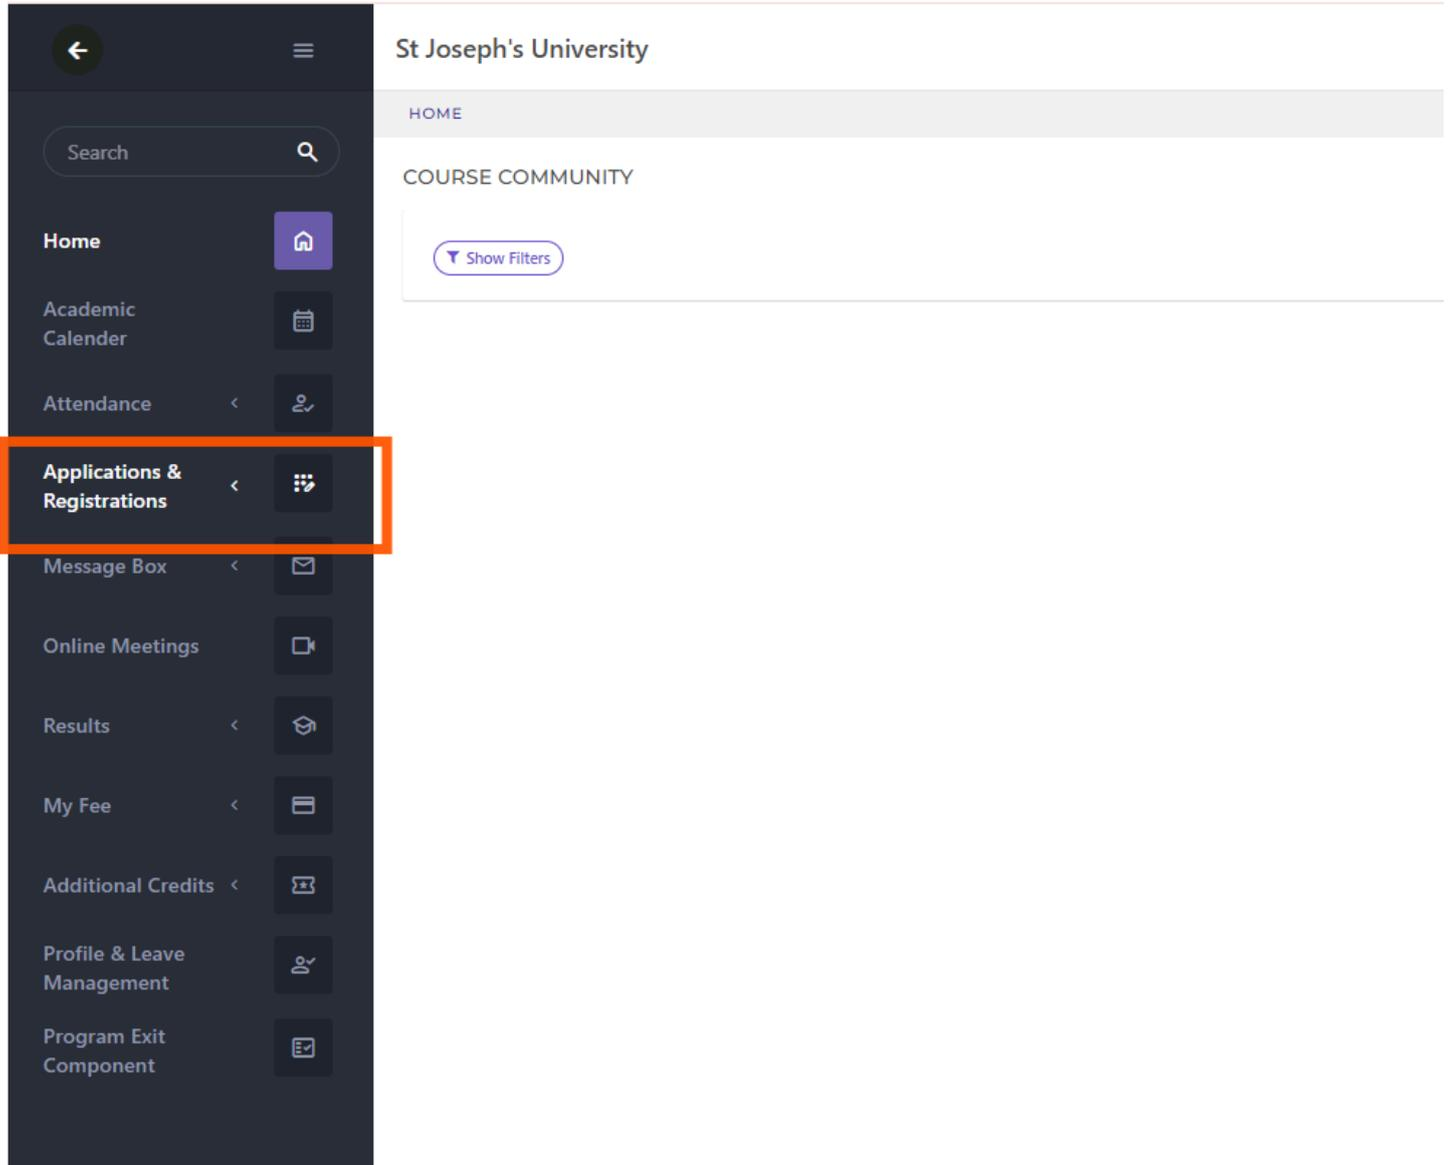 St Joseph's University
HOME
COURSE COMMUNITY
Show Filters
Search
Home
Academic
Calender
Attendance
Applications &
Registrations
Message Box
Online Meetings
Results
My Fee
Additional Credits
Profile & Leave
Management
Program Exit
Component